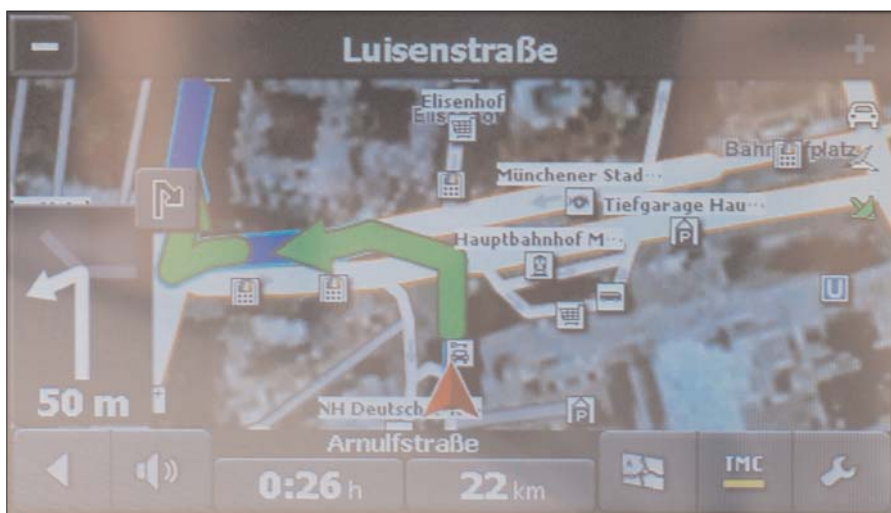 Luisenstraße
Elisenhof
Bahnhofplatz
Münchener Stad...
Tiefgarage Hau...
Hauptbahnhof M...
P
U
50 m
NH Deutsch
P
Arnulfstraße
0:26 h
22 km
TMC